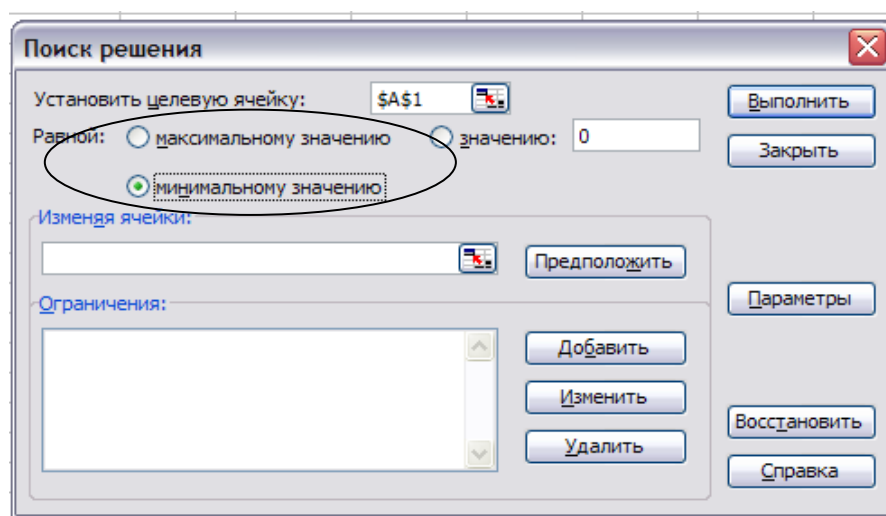 Поиск решения
Установить целевую ячейку: $A$1
Выполнить
Равной: максимальному значению значению: 0
Закрыть
минимальному значению
Изменяя ячейки:
Предположить
Параметры
Ограничения:
Добавить
Изменить
Удалить
Восстановить
Справка